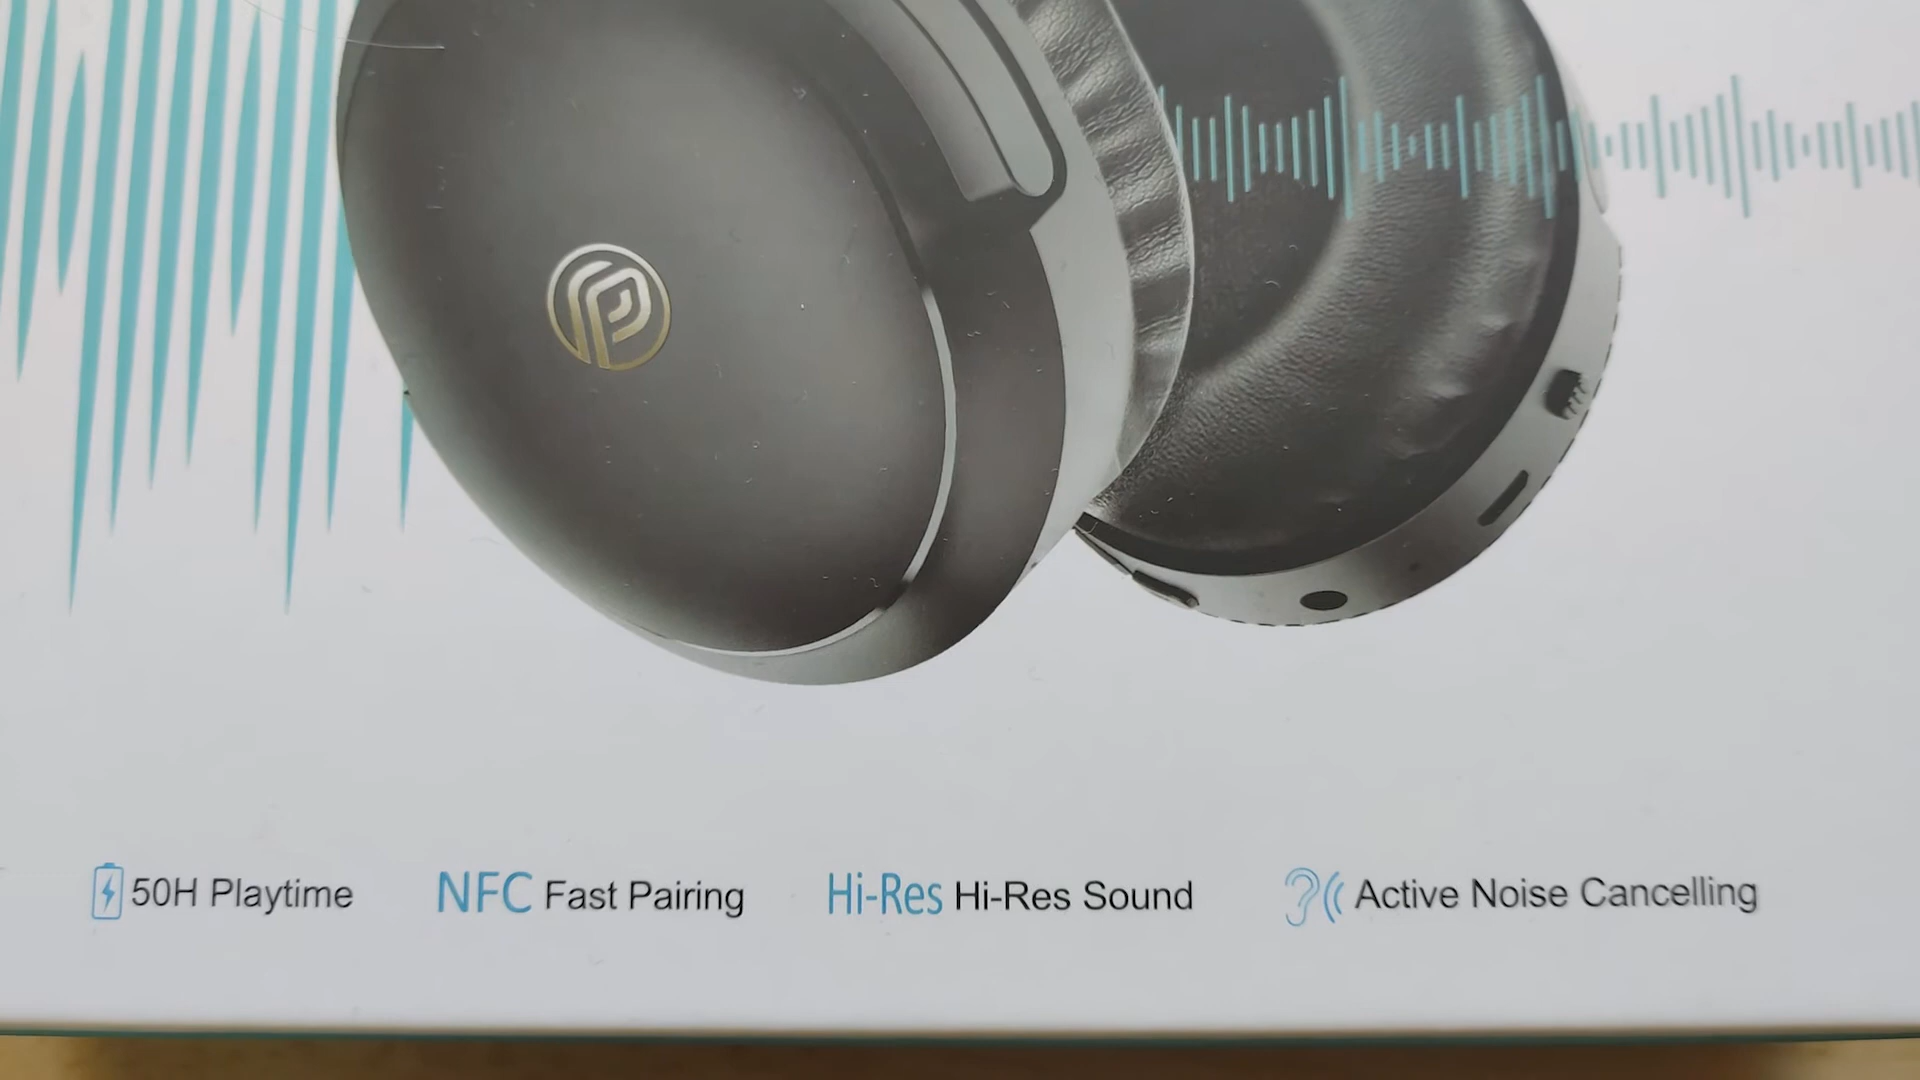 50H Playtime
NFC Fast Pairing
Hi-Res Hi-Res Sound
Active Noise Cancelling